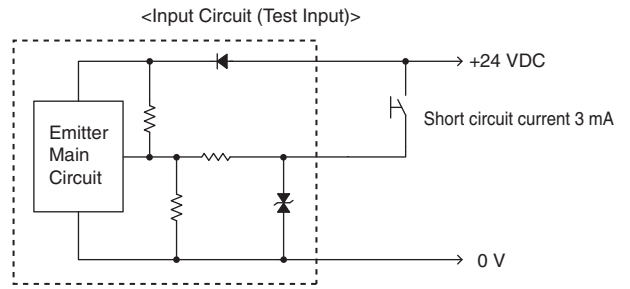 <Input Circuit (Test Input)>
+24 VDC
Short circuit current 3 mA
Emitter
Main
Circuit
0 V